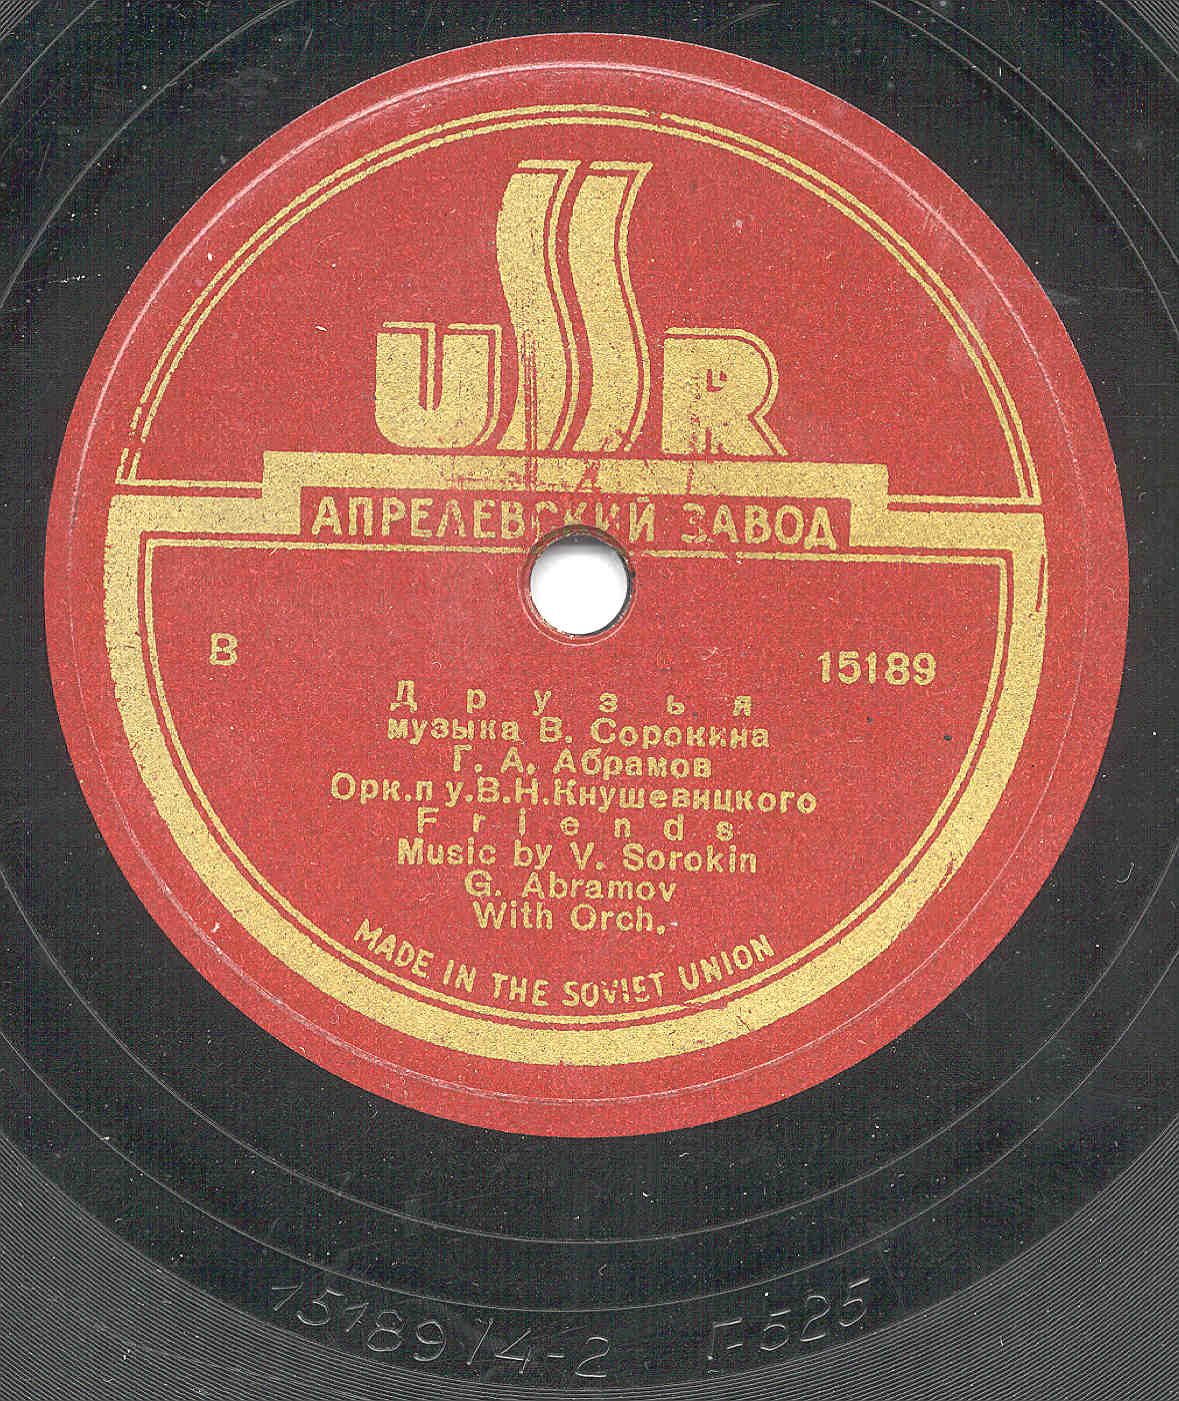 USSR
АПРЕЛЕВСКИЙ ЗАВОД
В 15189
Друзья
музыка В. Сорокина
Г. А. Абрамов
Орк.п у.В.Н.Кнушевицкого
Friends
Music by V. Sorokin
G. Abramov
With Orch.
MADE IN THE SOVIET UNION
15189/4-2 Г-525